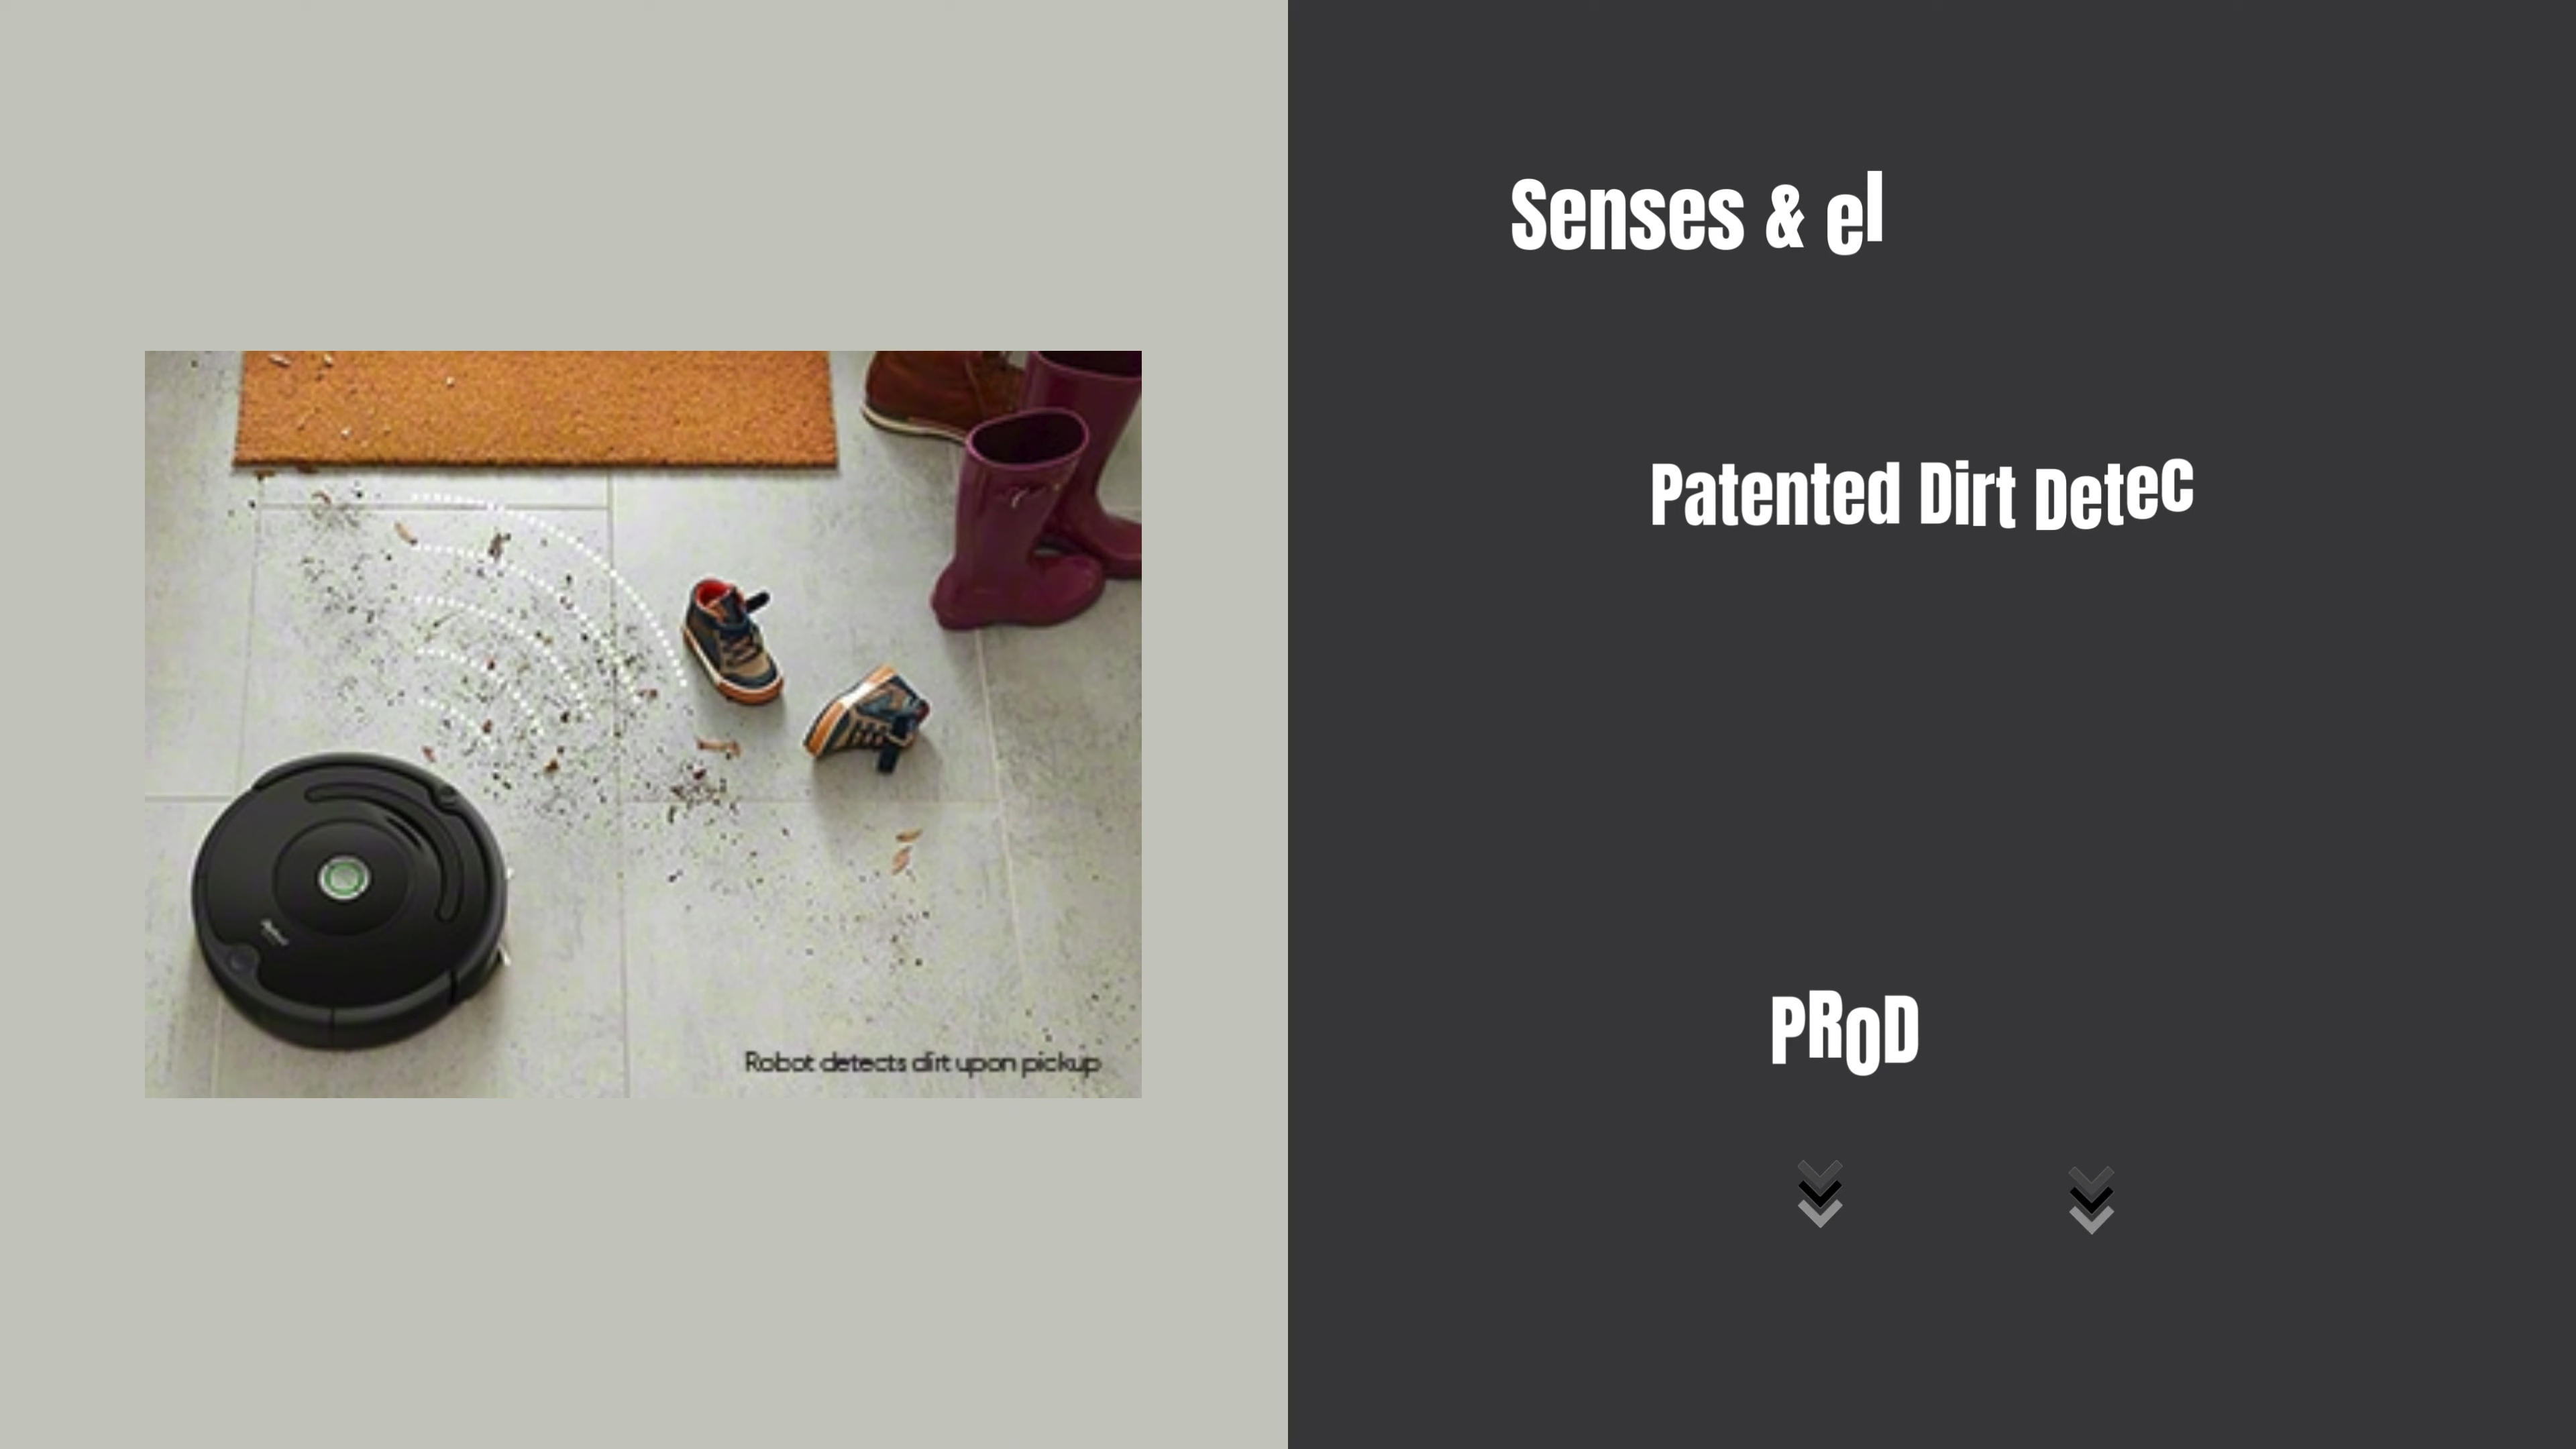 Senses & el
Patented Dirt Detec
PRoD
Robot detects dirt upon pickup